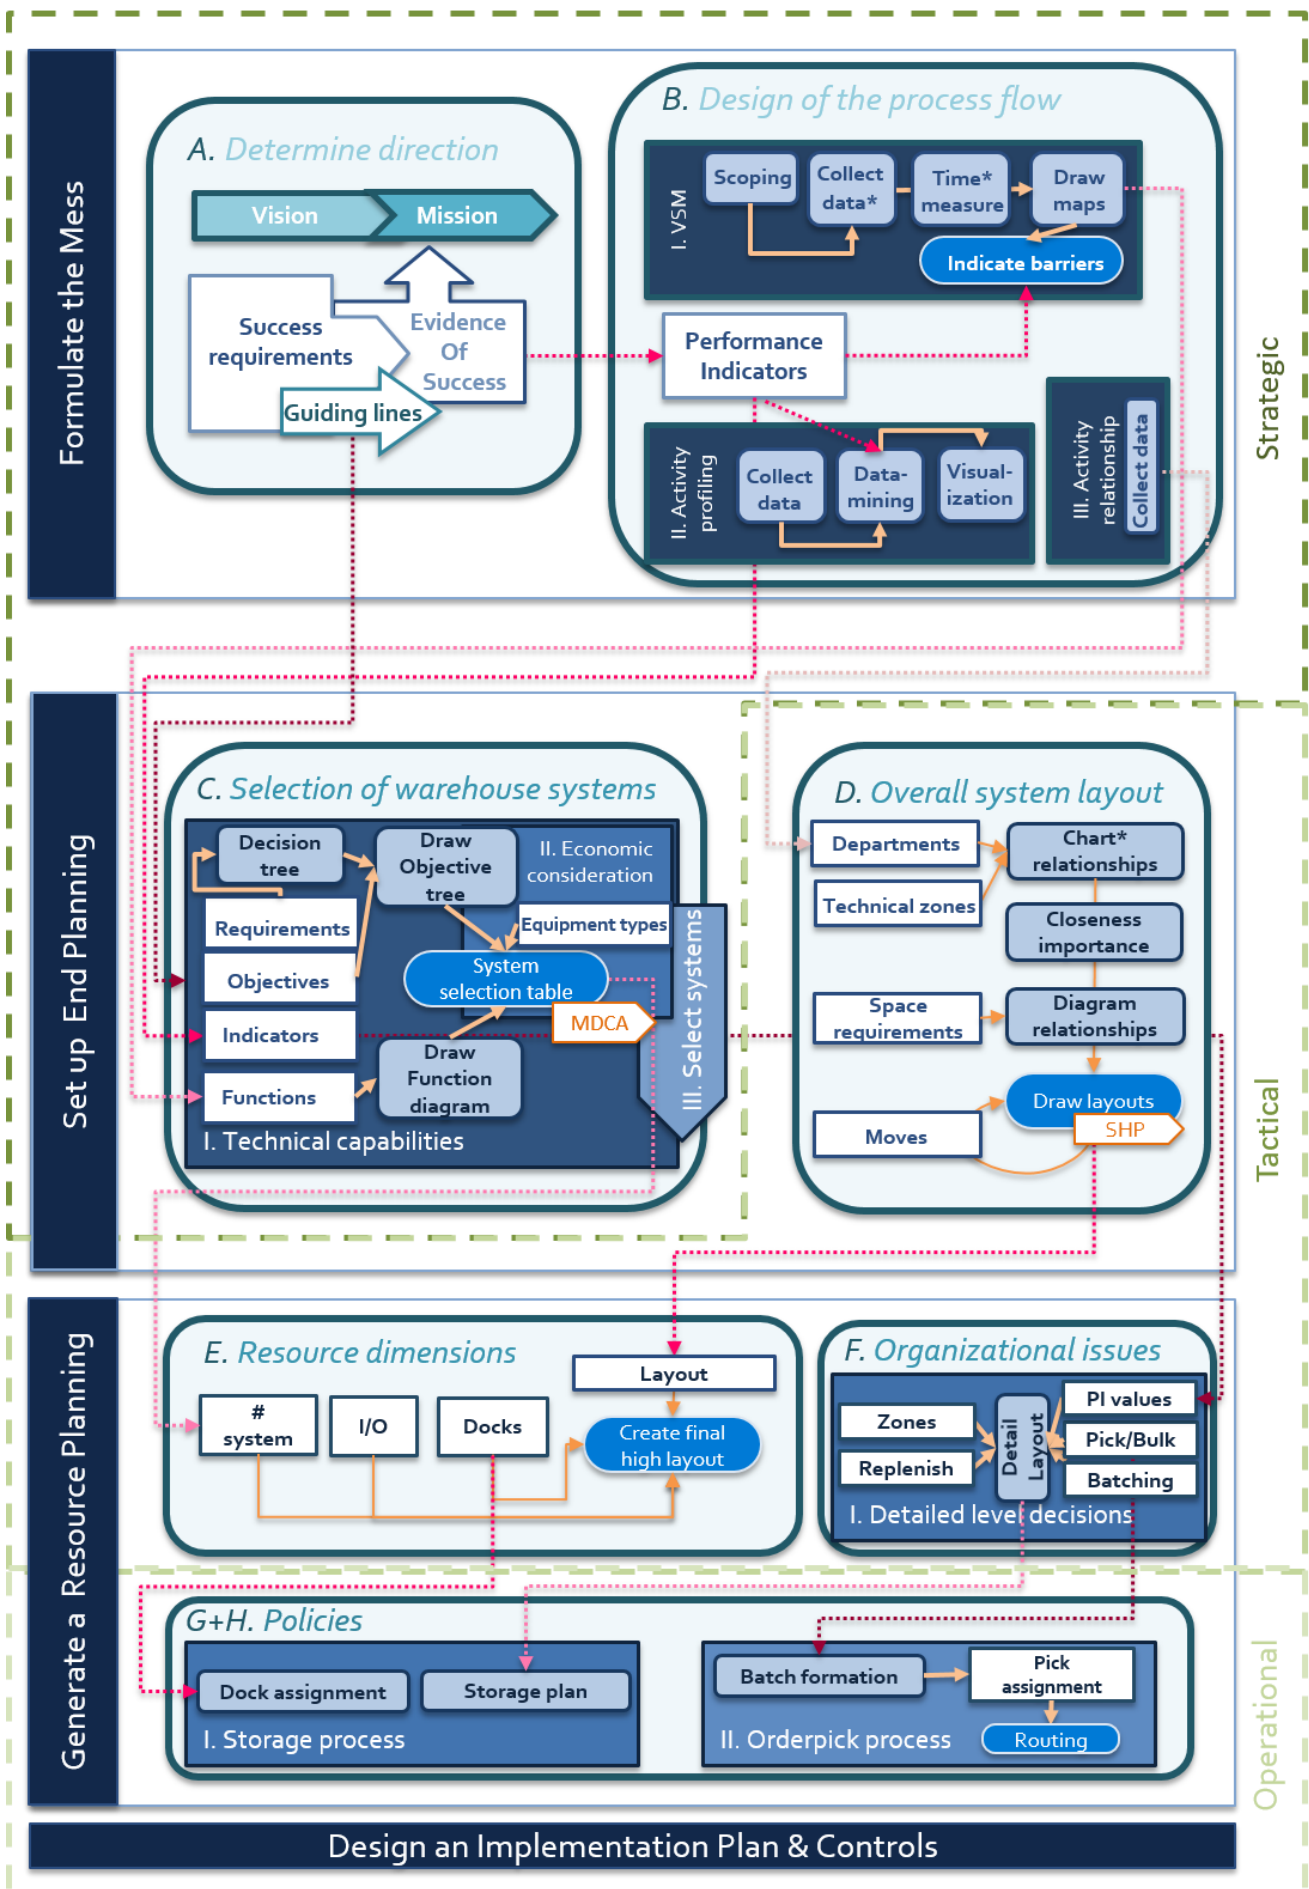 Formulate the Mess
A. Determine direction
Vision
Mission
Success
requirements
Evidence
Of
Success
Guiding lines
B. Design of the process flow
I. VSM
Scoping
Collect
data*
Time*
measure
Draw
maps
Indicate barriers
Performance
Indicators
II. Activity
profiling
Collect
data
Data-
mining
Visual-
ization
III. Activity
relationship
Collect data
Strategic
Set up End Planning
C. Selection of warehouse systems
Decision
tree
Draw
Objective
tree
II. Economic
consideration
Requirements
Equipment types
Objectives
System
selection table
MDCA
Indicators
Draw
Function
diagram
Functions
I. Technical capabilities
III. Select systems
D. Overall system layout
Departments
Chart*
relationships
Technical zones
Closeness
importance
Space
requirements
Diagram
relationships
Draw layouts
SHP
Moves
Tactical
Generate a Resource Planning
E. Resource dimensions
Layout
#
system
I/O
Docks
Create final
high layout
F. Organizational issues
Zones
Replenish
Detail
Layout
PI values
Pick/Bulk
Batching
I. Detailed level decisions
G+H. Policies
Dock assignment
Storage plan
I. Storage process
Batch formation
Pick
assignment
Routing
II. Orderpick process
Operational
Design an Implementation Plan & Controls